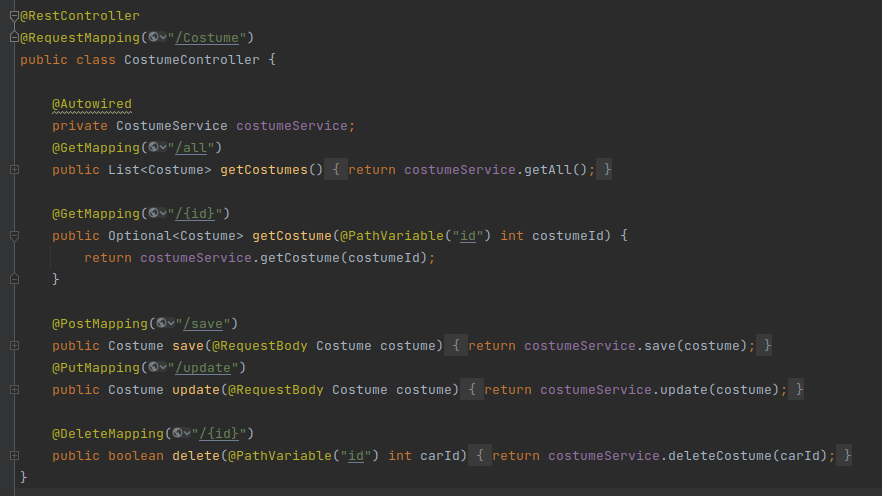 @RestController
@RequestMapping("/Costume")
public class CostumeController {
@Autowired
private CostumeService costumeService;
@GetMapping("/all")
public List<Costume> getCostumes() { return costumeService.getAll(); }
@GetMapping("/{id}")
public Optional<Costume> getCostume(@PathVariable("id") int costumeId) {
return costumeService.getCostume(costumeId);
}
@PostMapping("/save")
public Costume save(@RequestBody Costume costume) { return costumeService.save(costume); }
@PutMapping("/update")
public Costume update(@RequestBody Costume costume) { return costumeService.update(costume); }
@DeleteMapping("/{id}")
public boolean delete(@PathVariable("id") int carId) { return costumeService.deleteCostume(carId); }
}